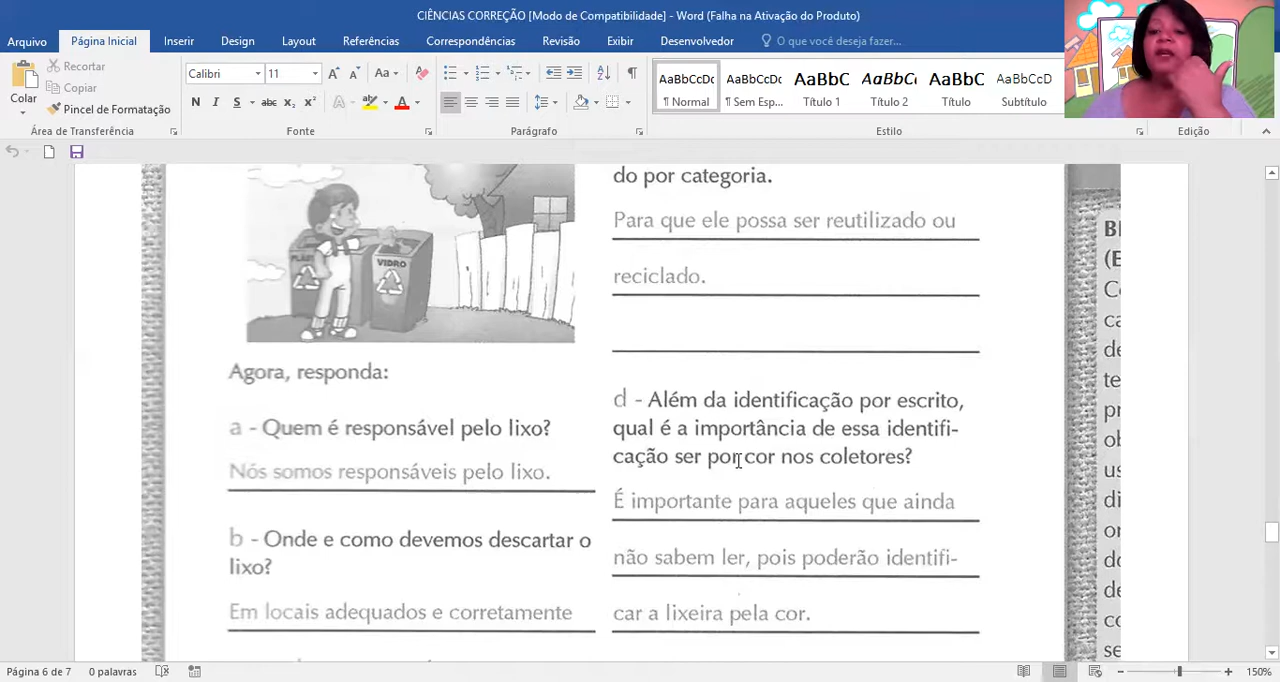 CIÊNCIAS CORREÇÃO [Modo de Compatibilidade] - Word (Falha na Ativação do Produto)
Arquivo Página Inicial Inserir Design Layout Referências Correspondências Revisão Exibir Desenvolvedor O que você deseja fazer...
Colar
Recortar
Copiar
Pincel de Formatação
Área de Transferência
Calibri 11
Aa
N I S abc x₂ x²
Fonte
Parágrafo
AaBbCcDc AaBbCcDc AaBbC AaBbCc AaBbC AaBbCcD
¶ Normal ¶ Sem Esp... Título 1 Título 2 Título Subtítulo
Estilo
Edição
PLÁST
VIDRO
Agora, responda:
a - Quem é responsável pelo lixo?
Nós somos responsáveis pelo lixo.
b - Onde e como devemos descartar o
lixo?
Em locais adequados e corretamente
do por categoria.
Para que ele possa ser reutilizado ou
reciclado.
d - Além da identificação por escrito,
qual é a importância de essa identifi-
cação ser por cor nos coletores?
É importante para aqueles que ainda
não sabem ler, pois poderão identifi-
car a lixeira pela cor.
Página 6 de 7 0 palavras 150%